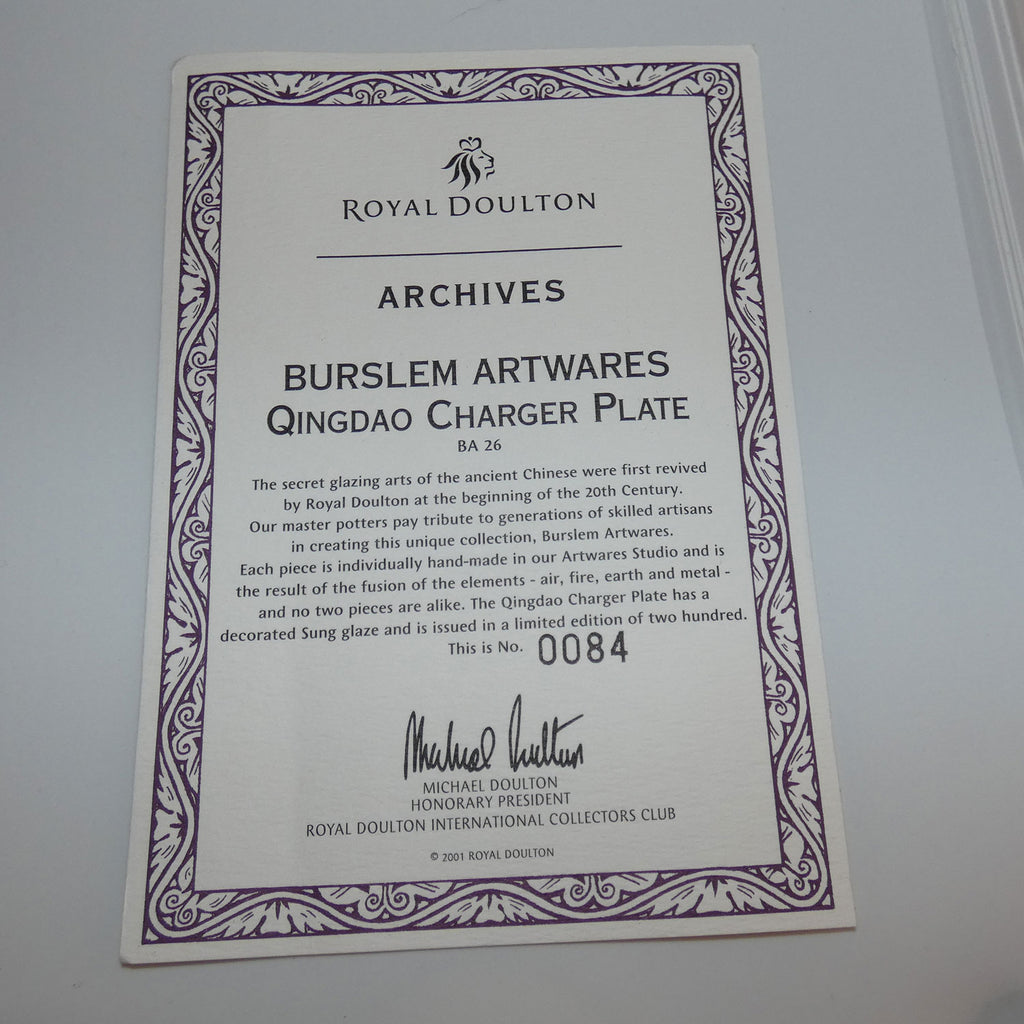 ROYAL DOULTON
ARCHIVES
BURSLEM ARTWARES
QINGDAO CHARGER PLATE
BA 26
The secret glazing arts of the ancient Chinese were first revived
by Royal Doulton at the beginning of the 20th Century.
Our master potters pay tribute to generations of skilled artisans
in creating this unique collection, Burslem Artwares.
Each piece is individually hand-made in our Artwares Studio and is
the result of the fusion of the elements - air, fire, earth and metal -
and no two pieces are alike. The Qingdao Charger Plate has a
decorated Sung glaze and is issued in a limited edition of two hundred.
This is No. 0084
Michael Doulton
MICHAEL DOULTON
HONORARY PRESIDENT
ROYAL DOULTON INTERNATIONAL COLLECTORS CLUB
© 2001 ROYAL DOULTON